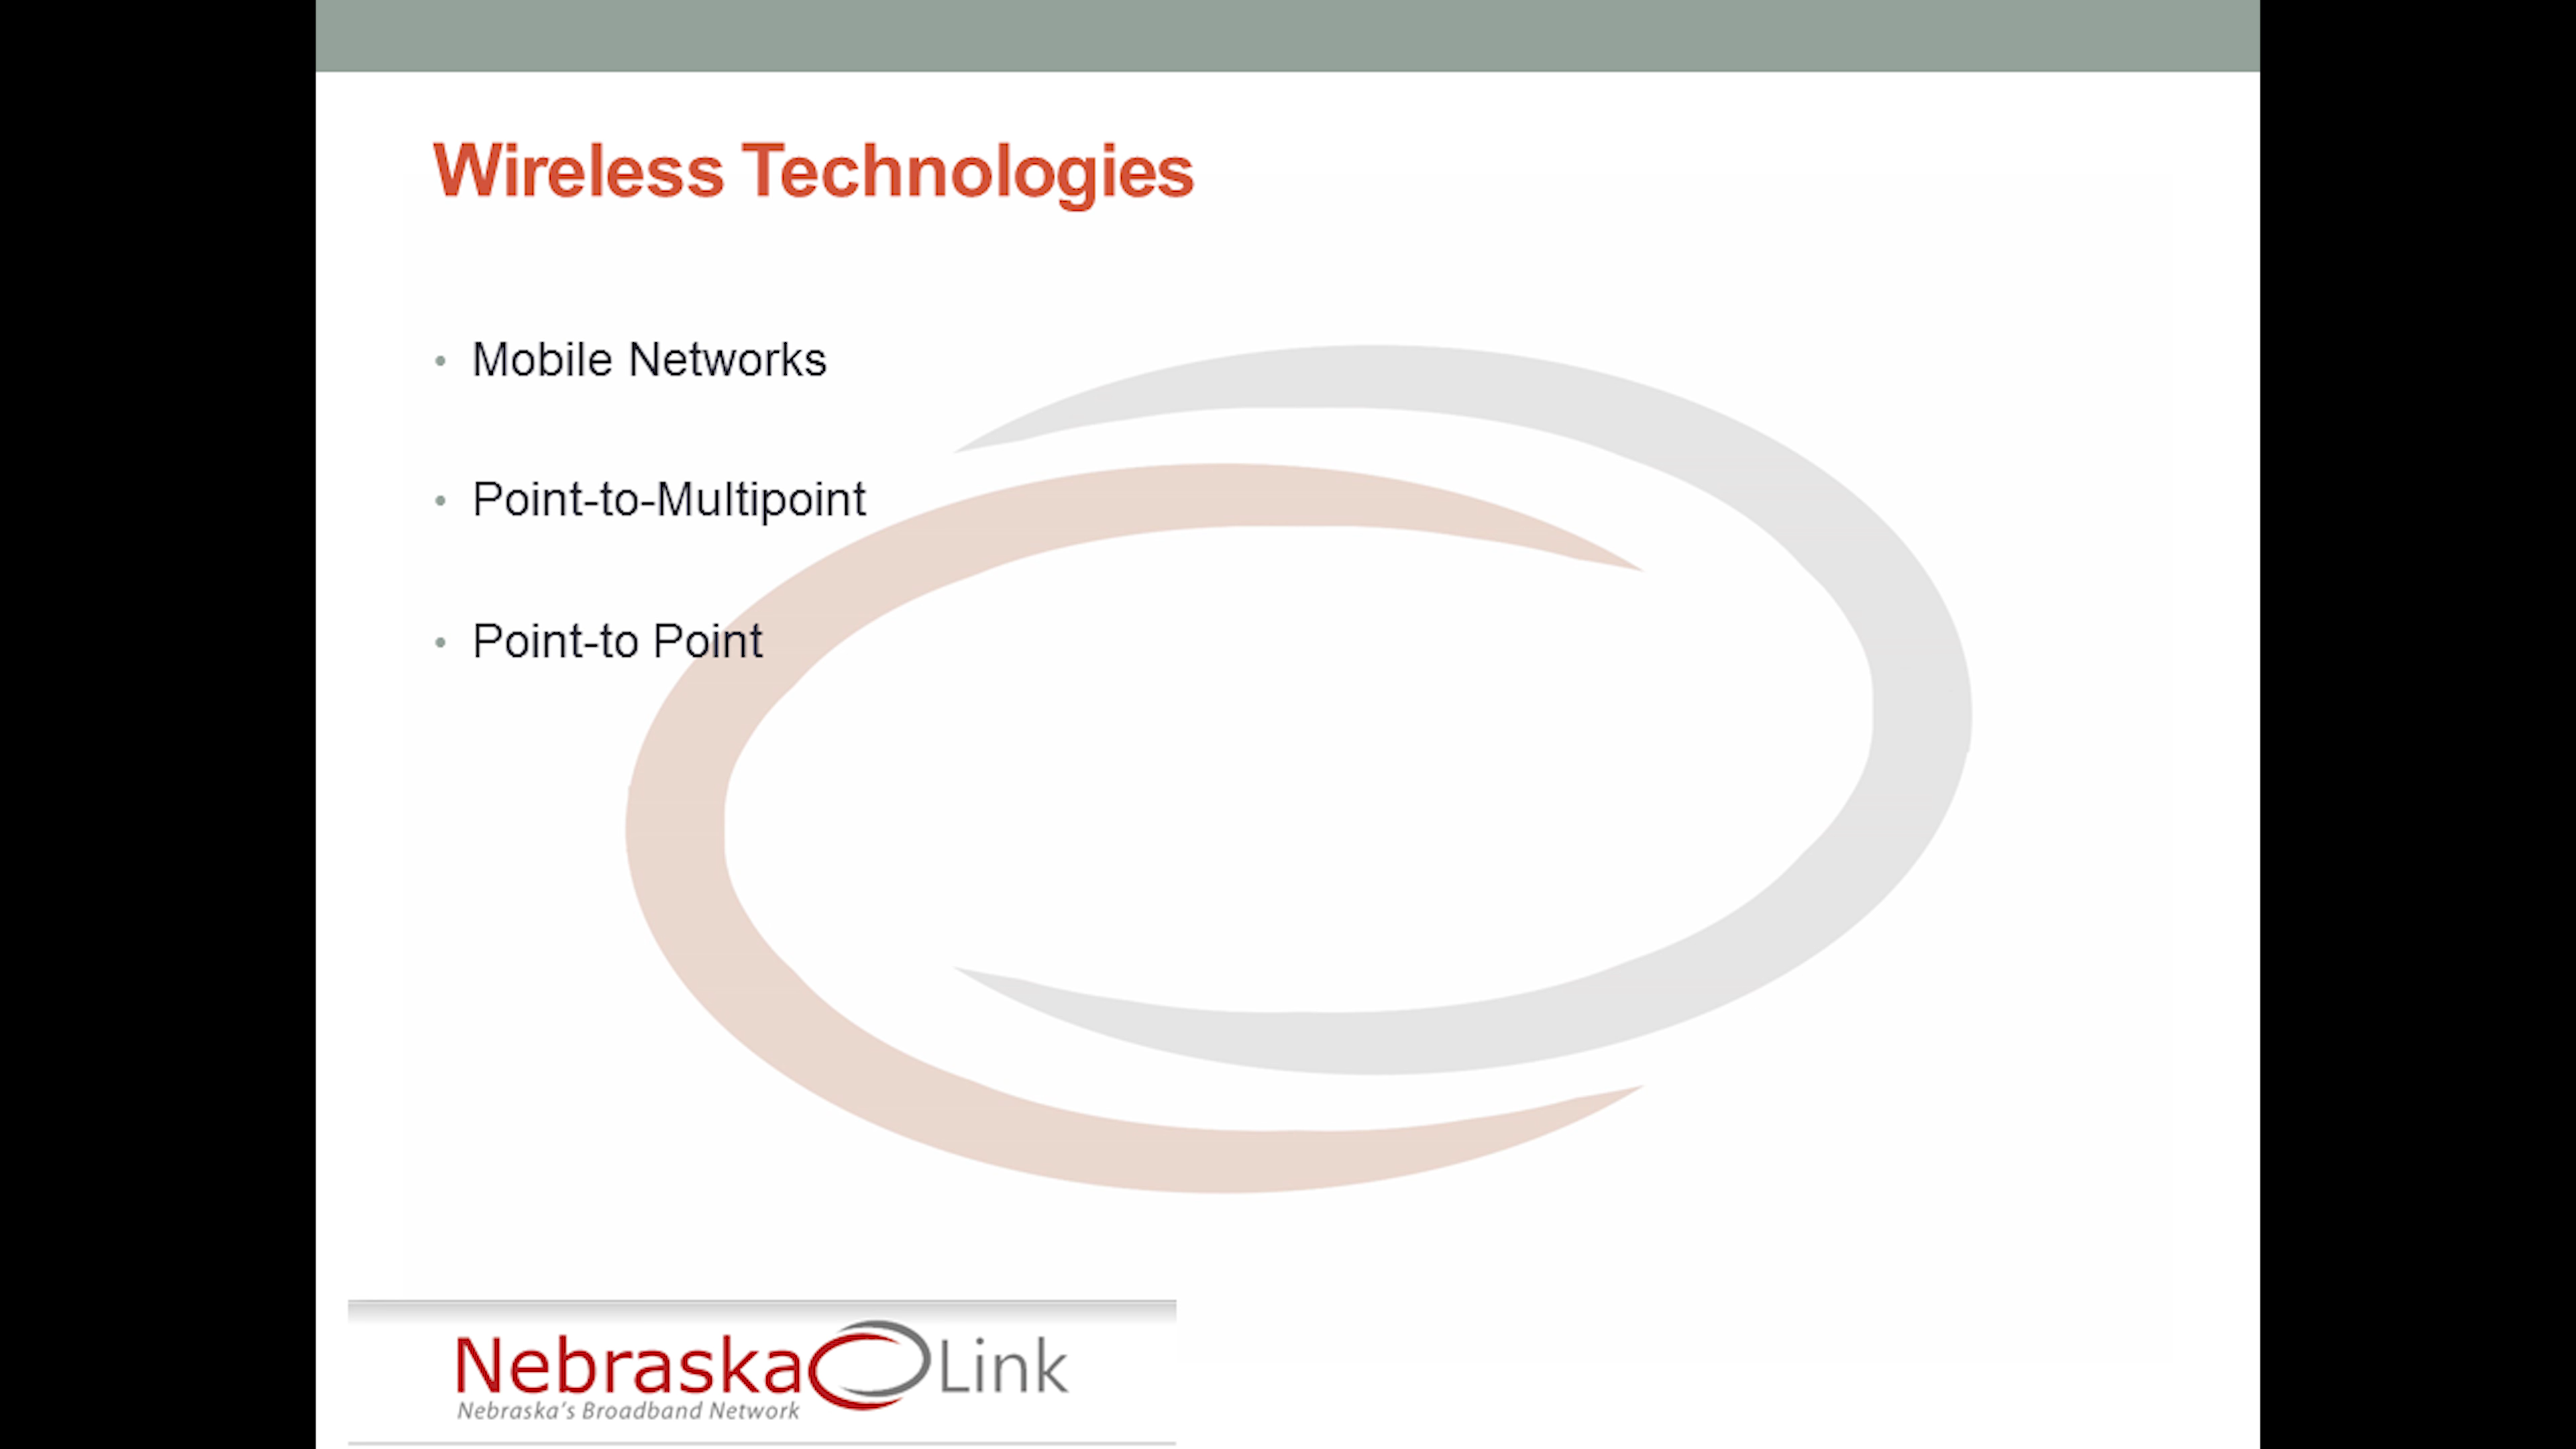 Wireless Technologies
• Mobile Networks
• Point-to-Multipoint
• Point-to Point
Nebraska Link
Nebraska's Broadband Network